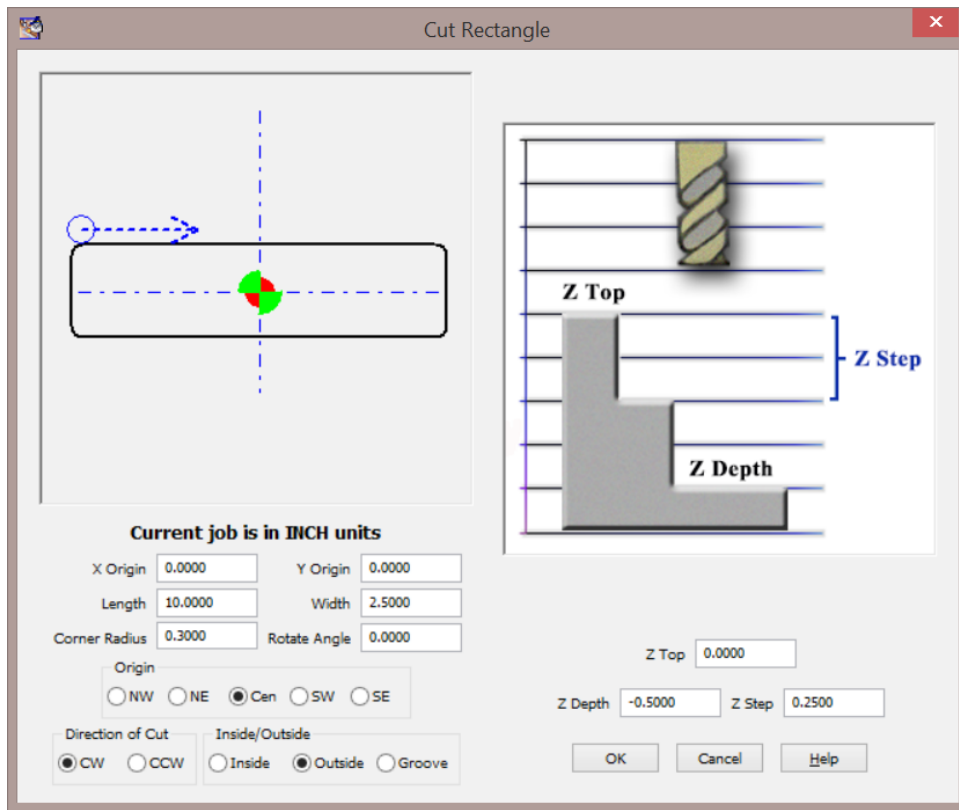 Cut Rectangle
Z Top
Z Step
Z Depth
Current job is in INCH units
X Origin 0.0000 Y Origin 0.0000
Length 10.0000 Width 2.5000
Corner Radius 0.3000 Rotate Angle 0.0000
Origin
NW NE Cen SW SE
Direction of Cut Inside/Outside
CW CCW Inside Outside Groove
Z Top 0.0000
Z Depth -0.5000 Z Step 0.2500
OK Cancel Help